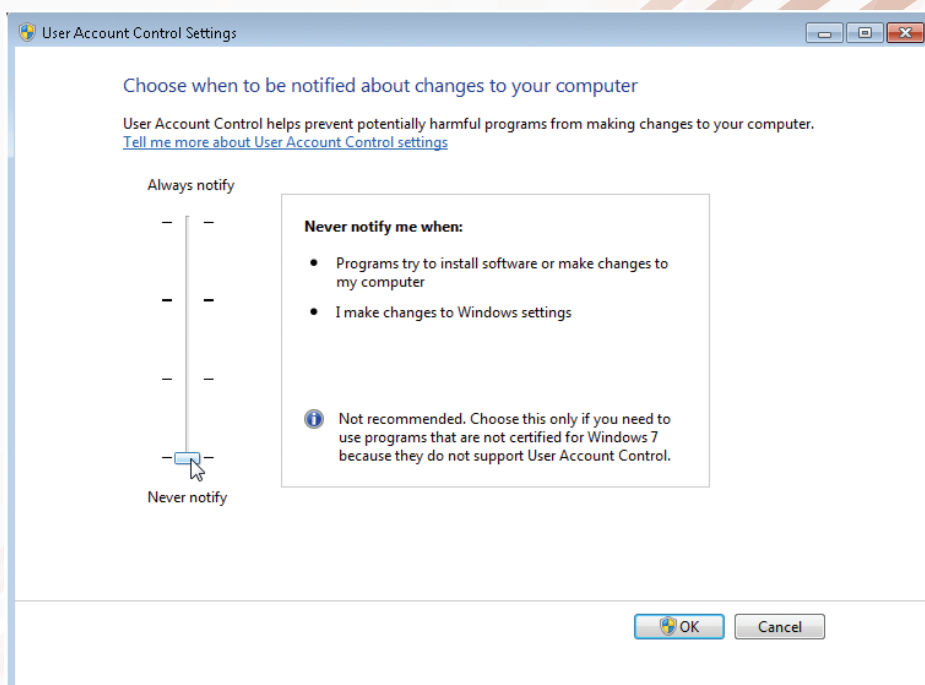 User Account Control Settings
Choose when to be notified about changes to your computer
User Account Control helps prevent potentially harmful programs from making changes to your computer.
Tell me more about User Account Control settings
Always notify
Never notify me when:
• Programs try to install software or make changes to
my computer
• I make changes to Windows settings
Not recommended. Choose this only if you need to
use programs that are not certified for Windows 7
because they do not support User Account Control.
Never notify
OK
Cancel